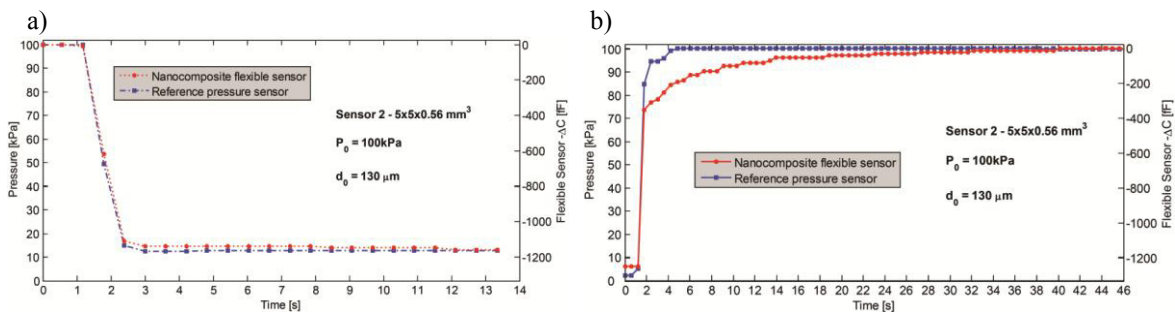 a)
100
90
80
70
60
50
40
30
20
10
0
Pressure [kPa]
0
-200
-400
-600
-800
-1000
-1200
Flexible Sensor -ΔC [fF]
Nanocomposite flexible sensor
Reference pressure sensor
Sensor 2 - 5x5x0.56 mm³
P₀ = 100kPa
d₀ = 130 μm
0 1 2 3 4 5 6 7 8 9 10 11 12 13 14
Time [s]
b)
100
90
80
70
60
50
40
30
20
10
0
Pressure [kPa]
0
-200
-400
-600
-800
-1000
-1200
Flexible Sensor -ΔC [fF]
Sensor 2 - 5x5x0.56 mm³
P₀ = 100kPa
d₀ = 130 μm
Nanocomposite flexible sensor
Reference pressure sensor
0 2 4 6 8 10 12 14 16 18 20 22 24 26 28 30 32 34 36 38 40 42 44 46
Time [s]